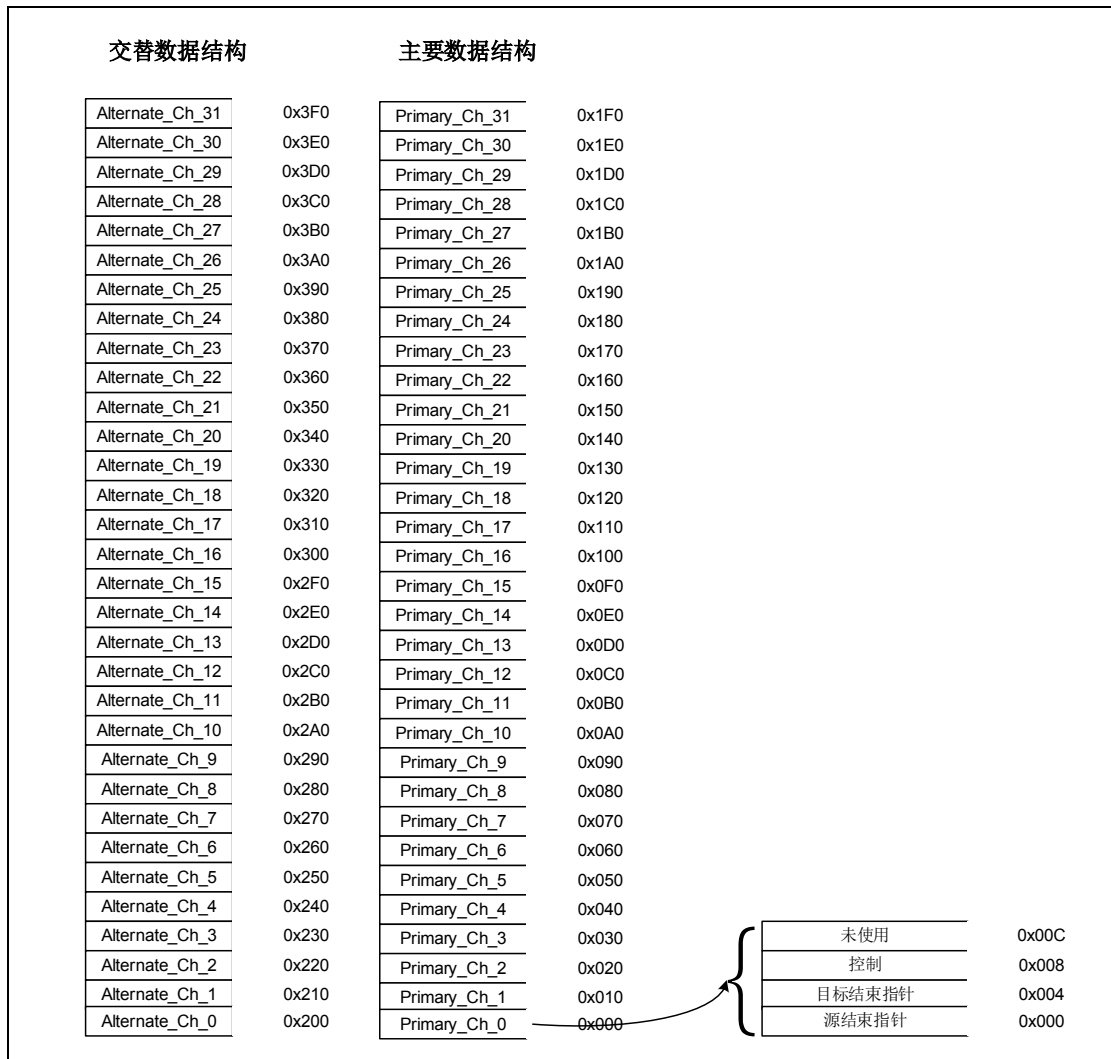 交替数据结构 主要数据结构
Alternate_Ch_31 0x3F0 Primary_Ch_31 0x1F0
Alternate_Ch_30 0x3E0 Primary_Ch_30 0x1E0
Alternate_Ch_29 0x3D0 Primary_Ch_29 0x1D0
Alternate_Ch_28 0x3C0 Primary_Ch_28 0x1C0
Alternate_Ch_27 0x3B0 Primary_Ch_27 0x1B0
Alternate_Ch_26 0x3A0 Primary_Ch_26 0x1A0
Alternate_Ch_25 0x390 Primary_Ch_25 0x190
Alternate_Ch_24 0x380 Primary_Ch_24 0x180
Alternate_Ch_23 0x370 Primary_Ch_23 0x170
Alternate_Ch_22 0x360 Primary_Ch_22 0x160
Alternate_Ch_21 0x350 Primary_Ch_21 0x150
Alternate_Ch_20 0x340 Primary_Ch_20 0x140
Alternate_Ch_19 0x330 Primary_Ch_19 0x130
Alternate_Ch_18 0x320 Primary_Ch_18 0x120
Alternate_Ch_17 0x310 Primary_Ch_17 0x110
Alternate_Ch_16 0x300 Primary_Ch_16 0x100
Alternate_Ch_15 0x2F0 Primary_Ch_15 0x0F0
Alternate_Ch_14 0x2E0 Primary_Ch_14 0x0E0
Alternate_Ch_13 0x2D0 Primary_Ch_13 0x0D0
Alternate_Ch_12 0x2C0 Primary_Ch_12 0x0C0
Alternate_Ch_11 0x2B0 Primary_Ch_11 0x0B0
Alternate_Ch_10 0x2A0 Primary_Ch_10 0x0A0
Alternate_Ch_9 0x290 Primary_Ch_9 0x090
Alternate_Ch_8 0x280 Primary_Ch_8 0x080
Alternate_Ch_7 0x270 Primary_Ch_7 0x070
Alternate_Ch_6 0x260 Primary_Ch_6 0x060
Alternate_Ch_5 0x250 Primary_Ch_5 0x050
Alternate_Ch_4 0x240 Primary_Ch_4 0x040
Alternate_Ch_3 0x230 Primary_Ch_3 0x030 未使用 0x00C
Alternate_Ch_2 0x220 Primary_Ch_2 0x020 控制 0x008
Alternate_Ch_1 0x210 Primary_Ch_1 0x010 目标结束指针 0x004
Alternate_Ch_0 0x200 Primary_Ch_0 0x000 源结束指针 0x000